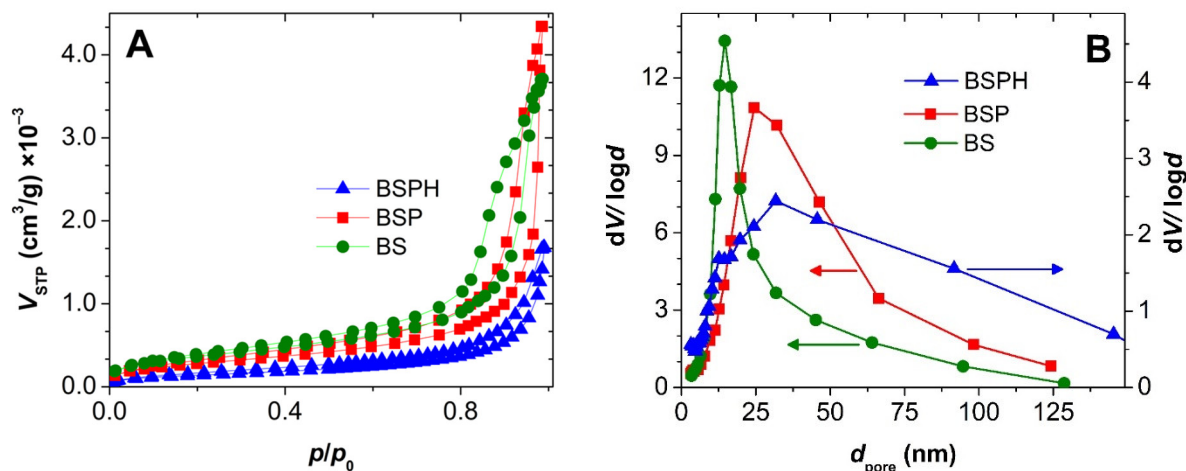 A
4.0
3.0
2.0
1.0
0.0
V_STP (cm³/g) ×10⁻³
BSPH
BSP
BS
0.0 0.4 0.8
p/p₀
B
12
9
6
3
0
dV/logd
BSPH
BSP
BS
4
3
2
1
0
dV/logd
0 25 50 75 100 125
d_pore (nm)